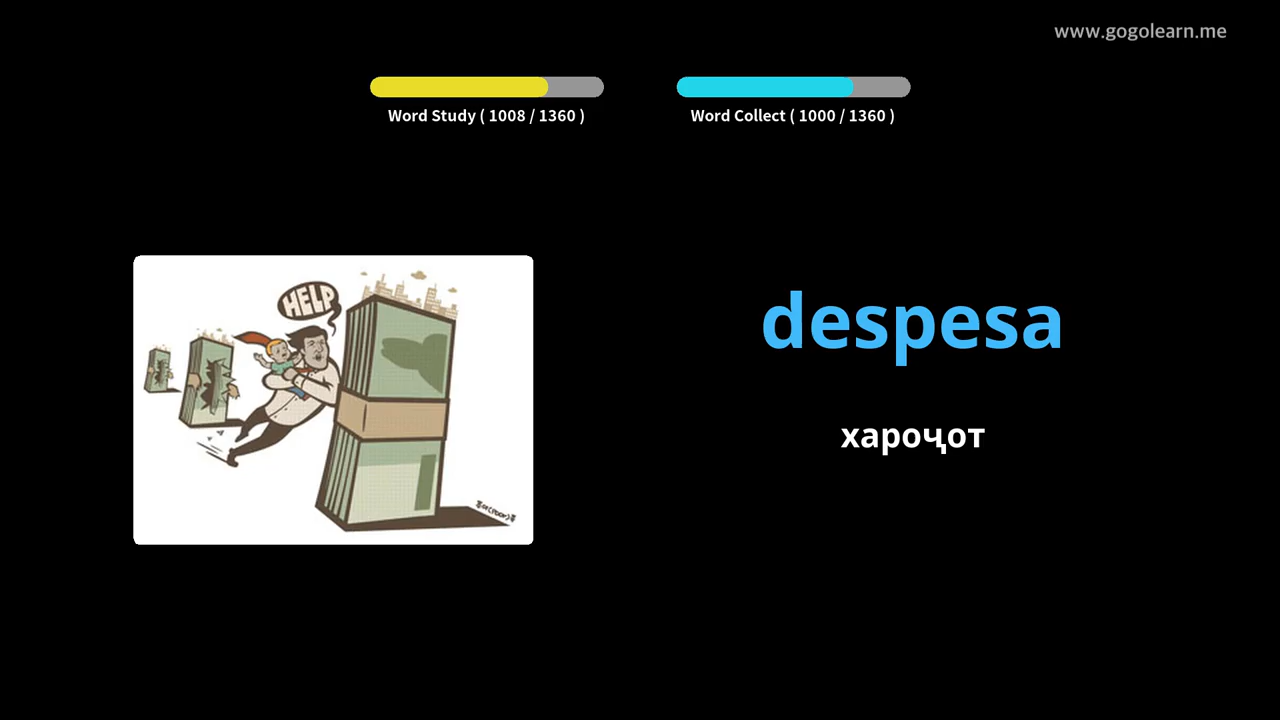 www.gogolearn.me
Word Study ( 1008 / 1360 )
Word Collect ( 1000 / 1360 )
HELP
despesa
хароҷот